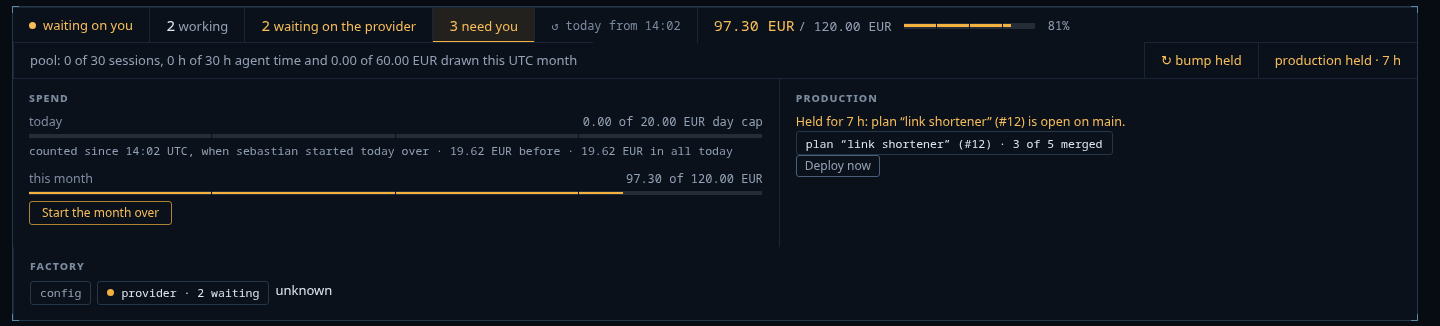 waiting on you 2 working 2 waiting on the provider 3 need you ↺ today from 14:02 97.30 EUR / 120.00 EUR 81%
pool: 0 of 30 sessions, 0 h of 30 h agent time and 0.00 of 60.00 EUR drawn this UTC month ↻ bump held production held · 7 h
SPEND
today 0.00 of 20.00 EUR day cap
counted since 14:02 UTC, when sebastian started today over · 19.62 EUR before · 19.62 EUR in all today
this month 97.30 of 120.00 EUR
Start the month over
PRODUCTION
Held for 7 h: plan “link shortener” (#12) is open on main.
plan “link shortener” (#12) · 3 of 5 merged
Deploy now
FACTORY
config provider · 2 waiting unknown